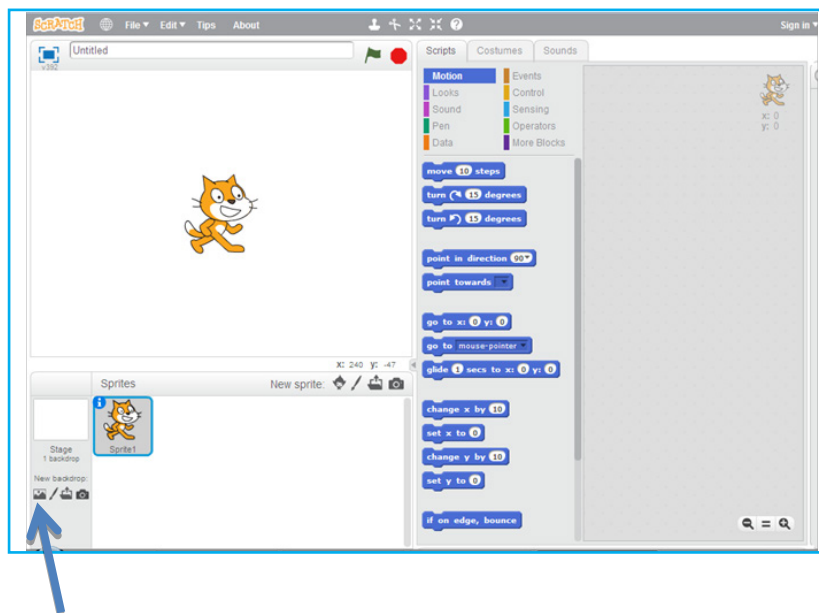 SCRATCH File Edit Tips About Sign in
Untitled
v392
Scripts Costumes Sounds
Motion Events
Looks Control
Sound Sensing
Pen Operators
Data More Blocks
x: 0
y: 0
move 10 steps
turn 15 degrees
turn 15 degrees
point in direction 90
point towards
go to x: 0 y: 0
go to mouse-pointer
glide 1 secs to x: 0 y: 0
change x by 10
set x to 0
change y by 10
set y to 0
if on edge, bounce
X: 240 y: -47
Sprites New sprite:
Stage
1 backdrop
Sprite1
New backdrop: